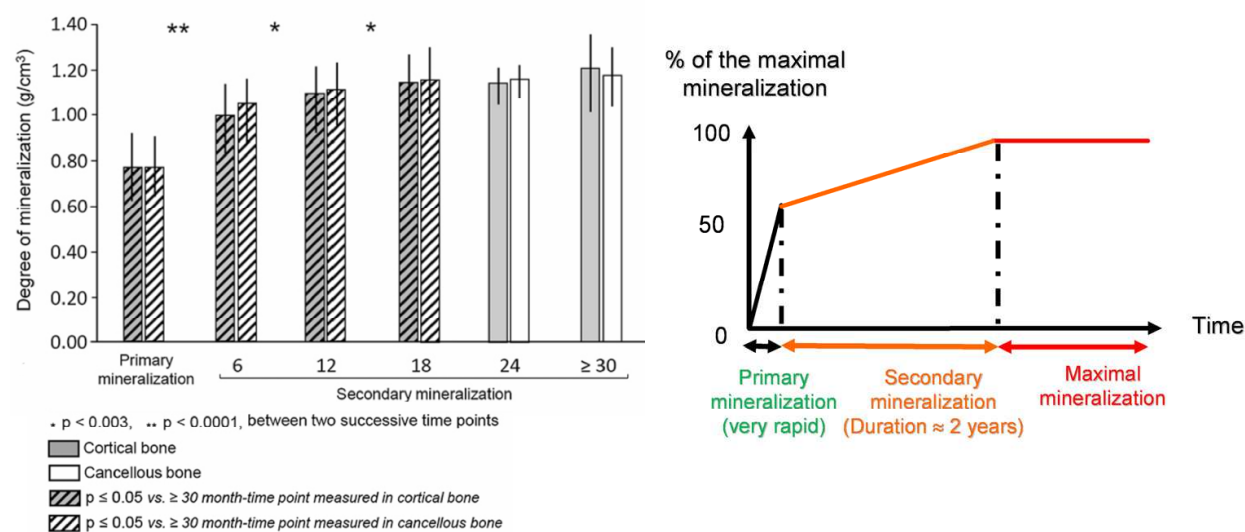 1.40
1.20
1.00
0.80
0.60
0.40
0.20
0.00
Degree of mineralization (g/cm³)
** * *
Primary
mineralization
6 12 18 24 ≥ 30
Secondary mineralization
* p < 0.003, ** p < 0.0001, between two successive time points
Cortical bone
Cancellous bone
p ≤ 0.05 vs. ≥ 30 month-time point measured in cortical bone
p ≤ 0.05 vs. ≥ 30 month-time point measured in cancellous bone
% of the maximal
mineralization
100
50
0
Time
Primary
mineralization
(very rapid)
Secondary
mineralization
(Duration ≈ 2 years)
Maximal
mineralization